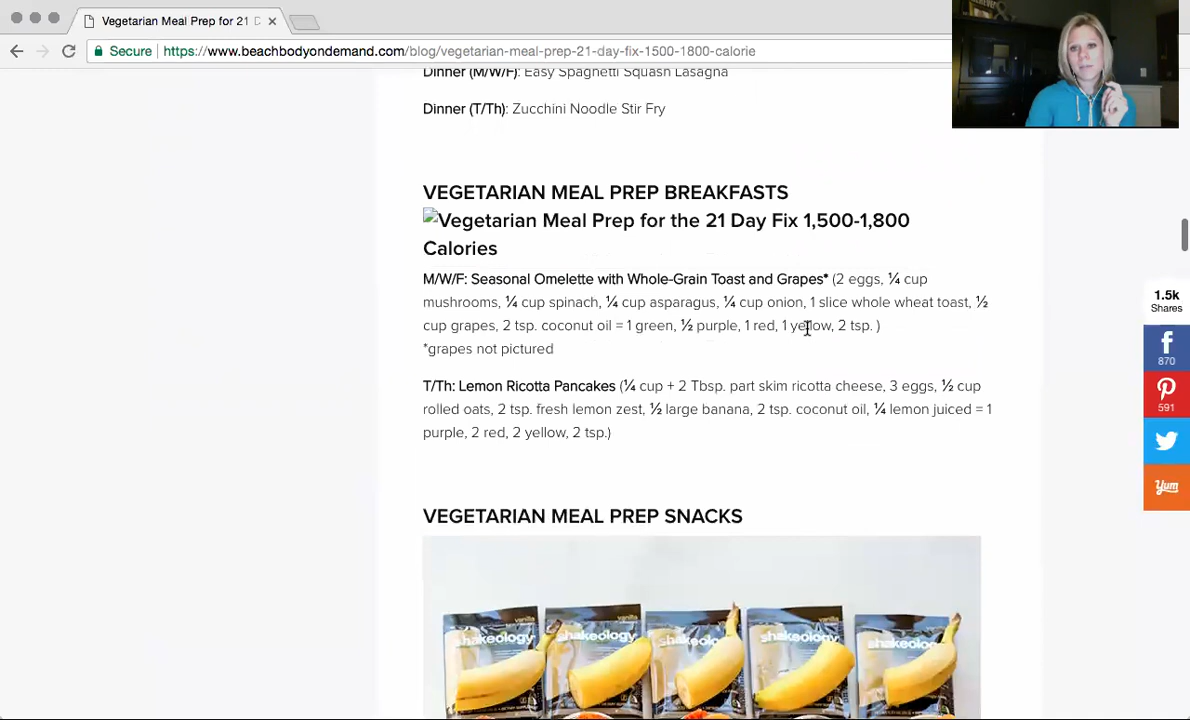 Vegetarian Meal Prep for 21 D
Secure https://www.beachbodyondemand.com/blog/vegetarian-meal-prep-21-day-fix-1500-1800-calorie
Dinner (M/W/F): Easy Spaghetti Squash Lasagna
Dinner (T/Th): Zucchini Noodle Stir Fry
VEGETARIAN MEAL PREP BREAKFASTS
Vegetarian Meal Prep for the 21 Day Fix 1,500-1,800
Calories
M/W/F: Seasonal Omelette with Whole-Grain Toast and Grapes* (2 eggs, ¼ cup
mushrooms, ¼ cup spinach, ¼ cup asparagus, ¼ cup onion, 1 slice whole wheat toast, ½
cup grapes, 2 tsp. coconut oil = 1 green, ½ purple, 1 red, 1 yellow, 2 tsp. )
*grapes not pictured
T/Th: Lemon Ricotta Pancakes (¼ cup + 2 Tbsp. part skim ricotta cheese, 3 eggs, ½ cup
rolled oats, 2 tsp. fresh lemon zest, ½ large banana, 2 tsp. coconut oil, ¼ lemon juiced = 1
purple, 2 red, 2 yellow, 2 tsp.)
VEGETARIAN MEAL PREP SNACKS
vanilla vanilla vanilla vanilla
shakeology shakeology shakeology shakeology shakeology
1.5k
Shares
870
591
Yum